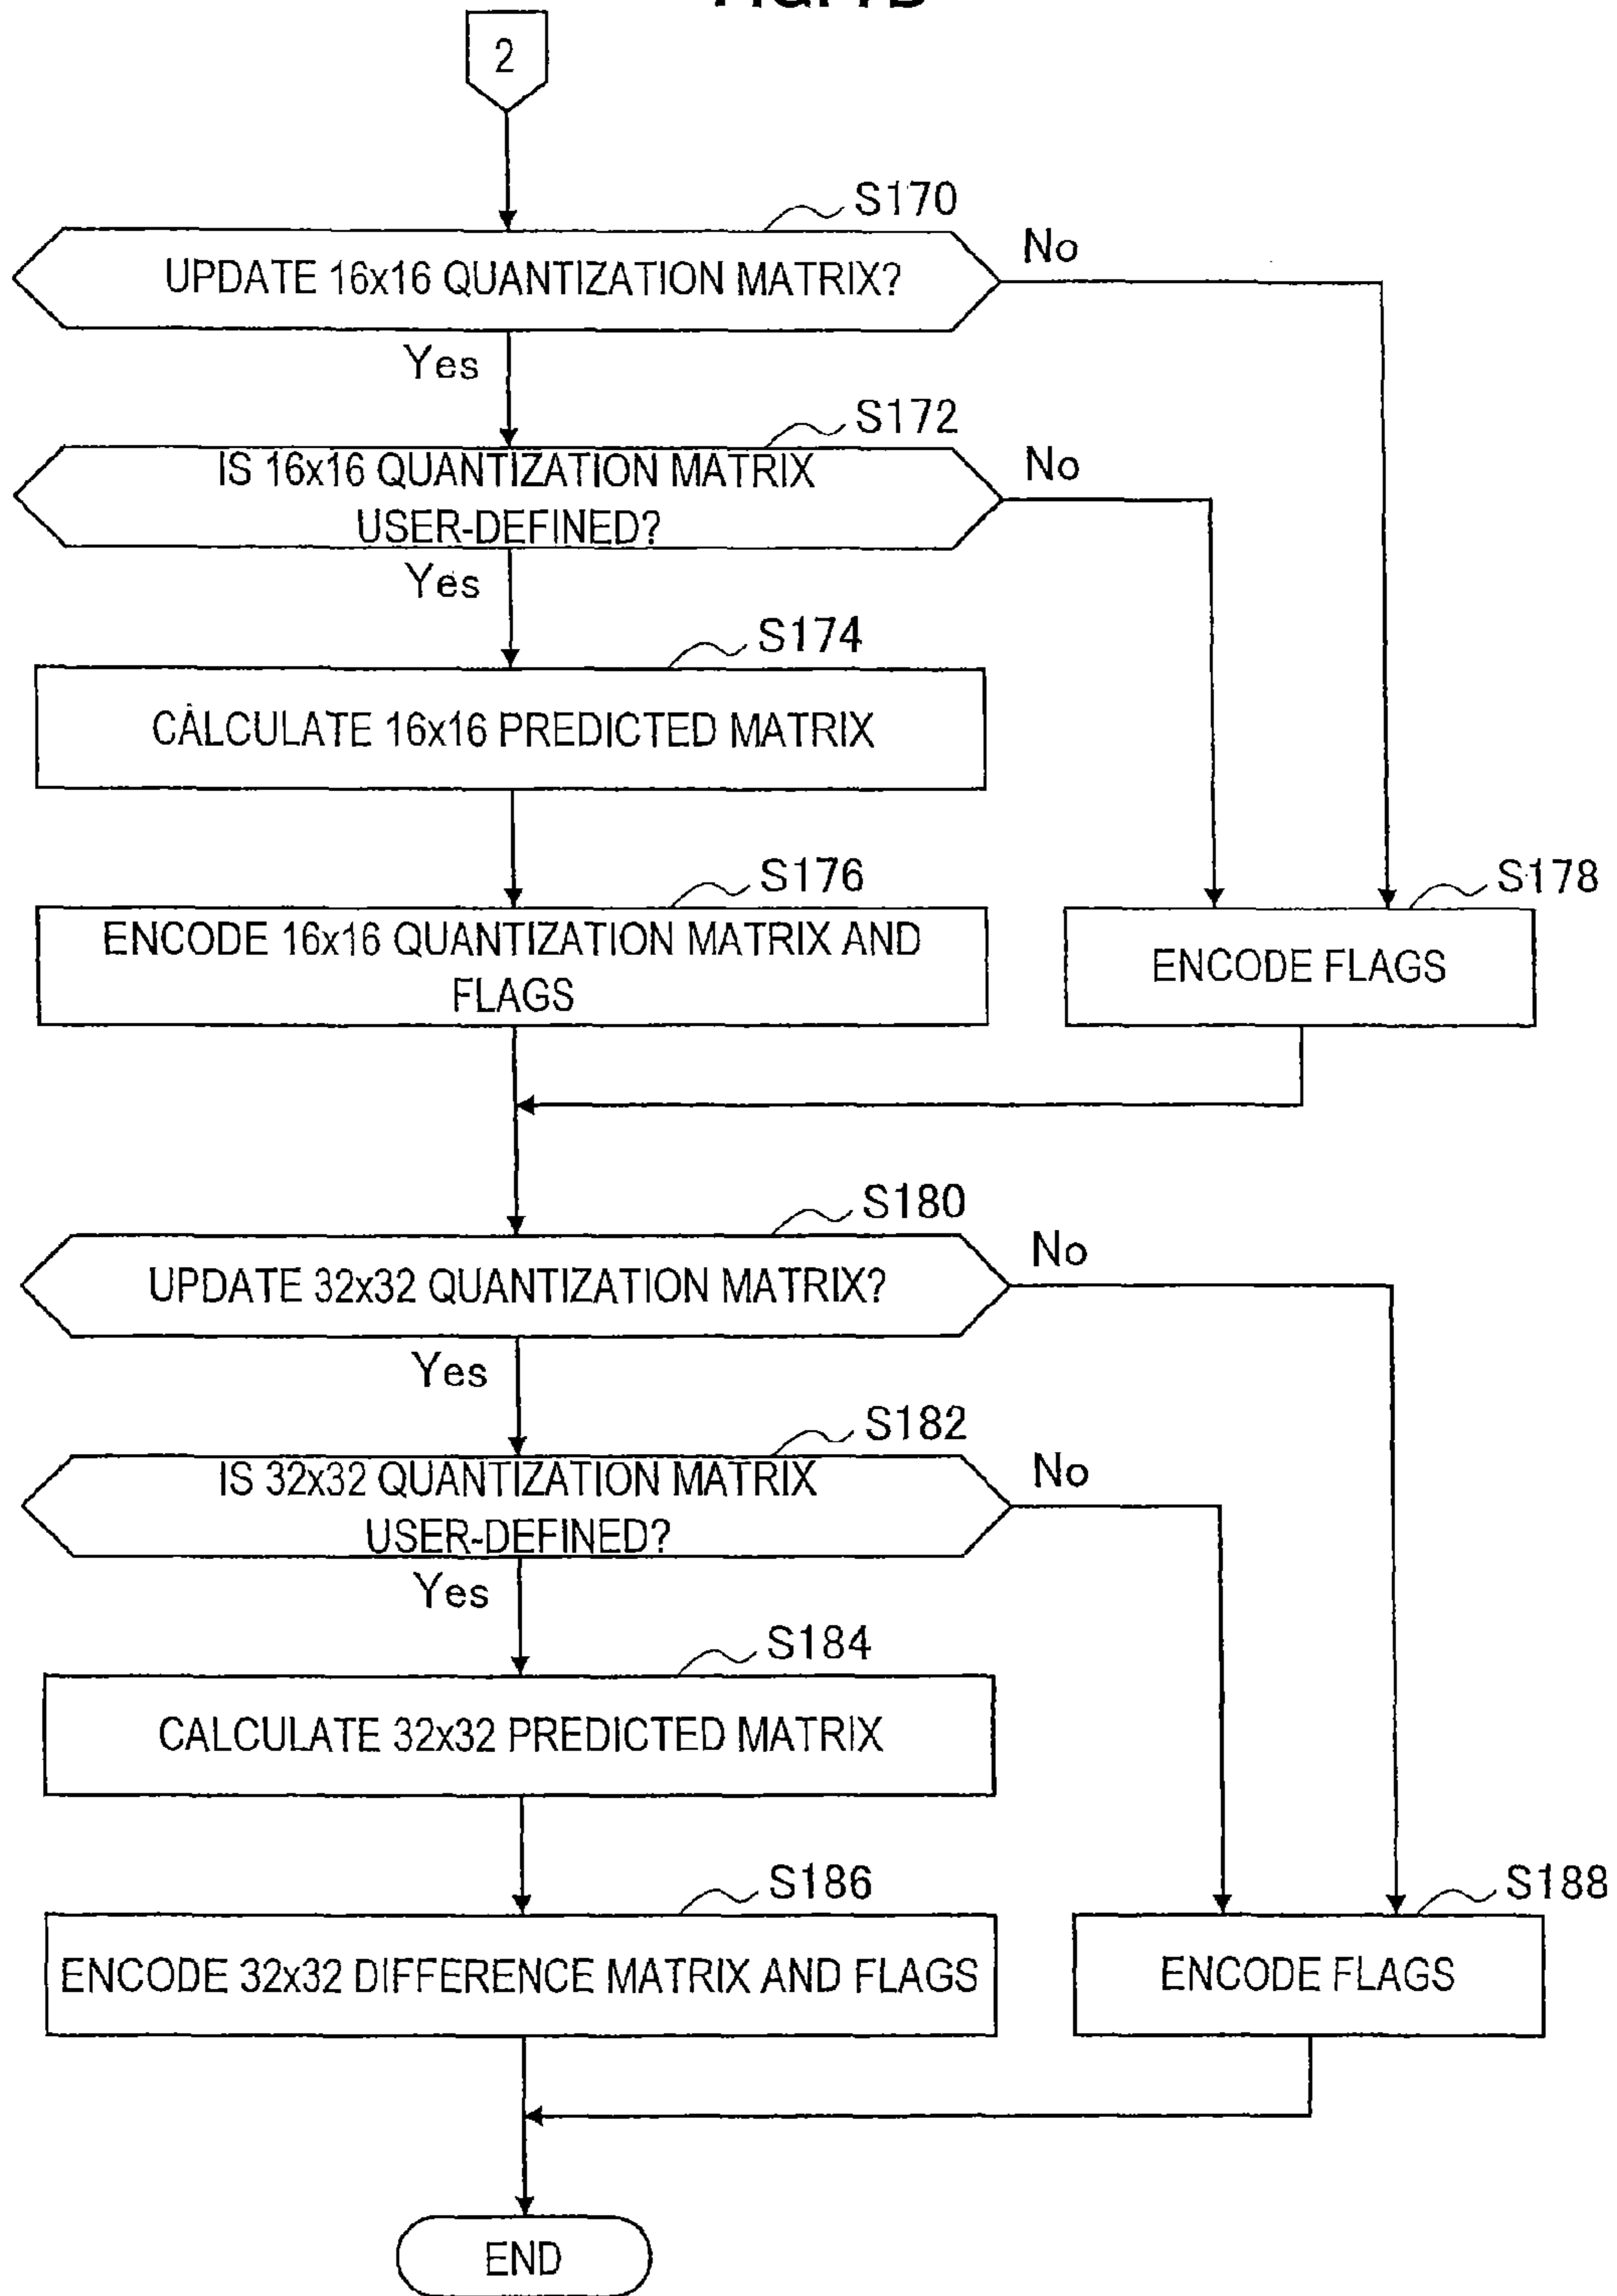 2
S170
UPDATE 16x16 QUANTIZATION MATRIX?
No
Yes
S172
IS 16x16 QUANTIZATION MATRIX
USER-DEFINED?
No
Yes
S174
CALCULATE 16x16 PREDICTED MATRIX
S176
ENCODE 16x16 QUANTIZATION MATRIX AND
FLAGS
S178
ENCODE FLAGS
S180
UPDATE 32x32 QUANTIZATION MATRIX?
No
Yes
S182
IS 32x32 QUANTIZATION MATRIX
USER-DEFINED?
No
Yes
S184
CALCULATE 32x32 PREDICTED MATRIX
S186
ENCODE 32x32 DIFFERENCE MATRIX AND FLAGS
S188
ENCODE FLAGS
END